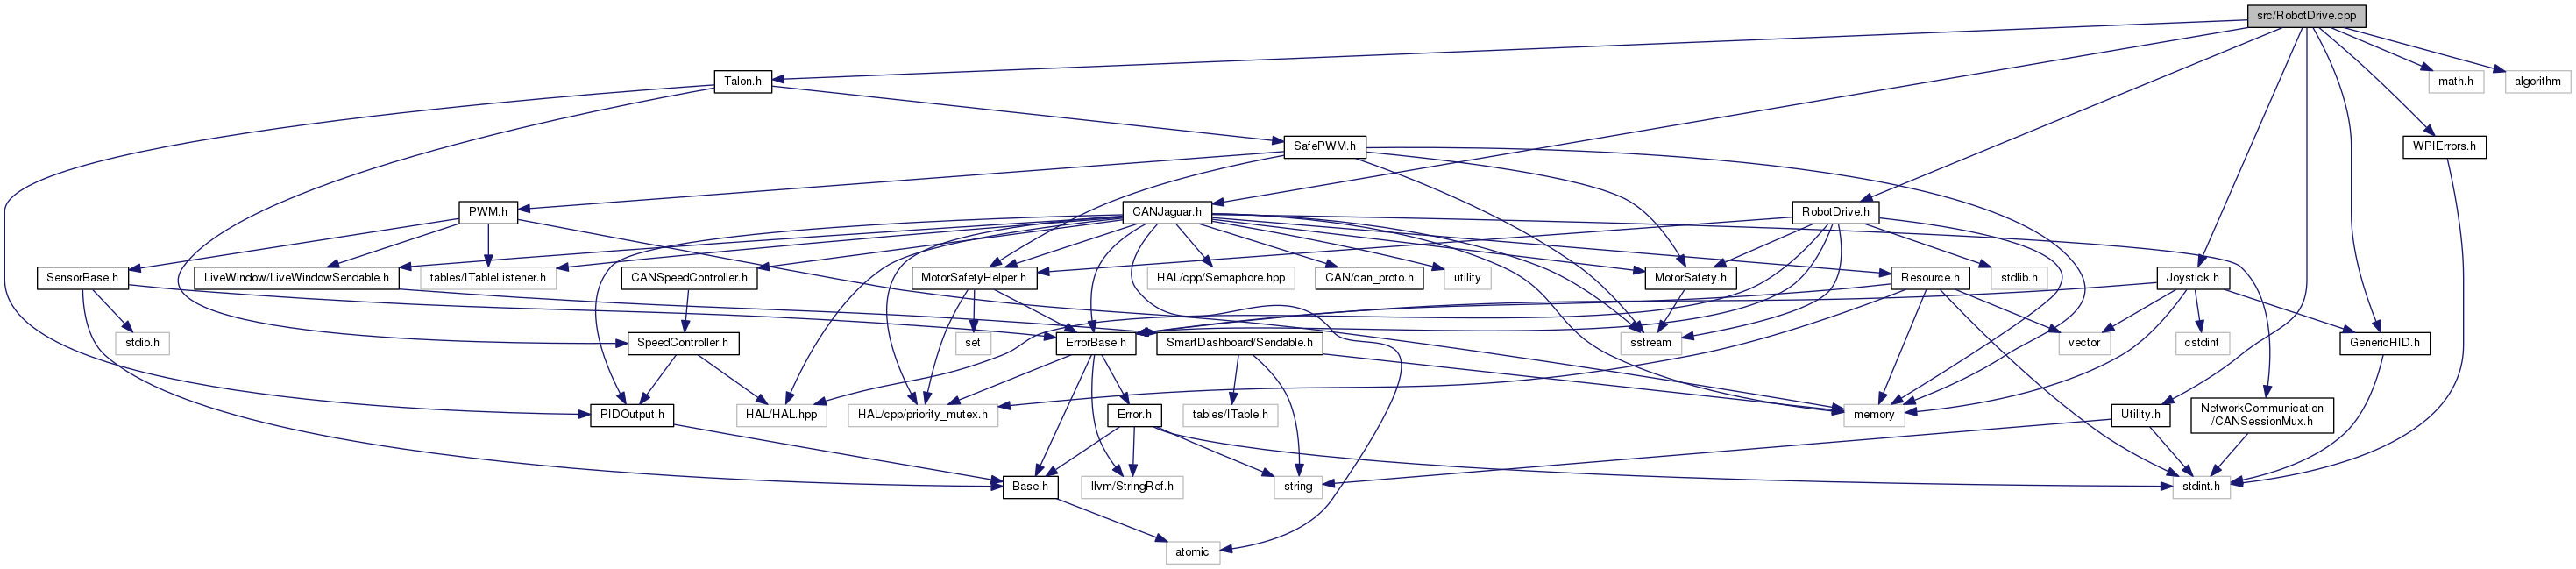 src/RobotDrive.cpp
Talon.h
math.h
algorithm
SafePWM.h
WPIErrors.h
PWM.h
CANJaguar.h
RobotDrive.h
SensorBase.h
LiveWindow/LiveWindowSendable.h
tables/ITableListener.h
CANSpeedController.h
MotorSafetyHelper.h
HAL/cpp/Semaphore.hpp
CAN/can_proto.h
utility
MotorSafety.h
Resource.h
stdlib.h
Joystick.h
stdio.h
SpeedController.h
set
ErrorBase.h
SmartDashboard/Sendable.h
sstream
vector
cstdint
GenericHID.h
PIDOutput.h
HAL/HAL.hpp
HAL/cpp/priority_mutex.h
Error.h
tables/ITable.h
memory
Utility.h
NetworkCommunication
/CANSessionMux.h
Base.h
llvm/StringRef.h
string
stdint.h
atomic